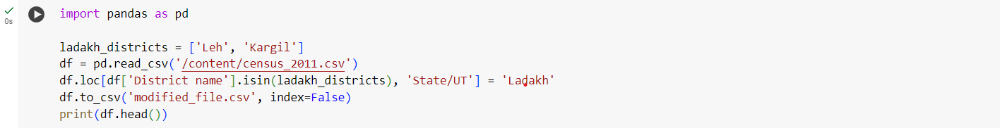 import pandas as pd
0s
ladakh_districts = ['Leh', 'Kargil']
df = pd.read_csv('/content/census_2011.csv')
df.loc[df['District name'].isin(ladakh_districts), 'State/UT'] = 'Ladakh'
df.to_csv('modified_file.csv', index=False)
print(df.head())